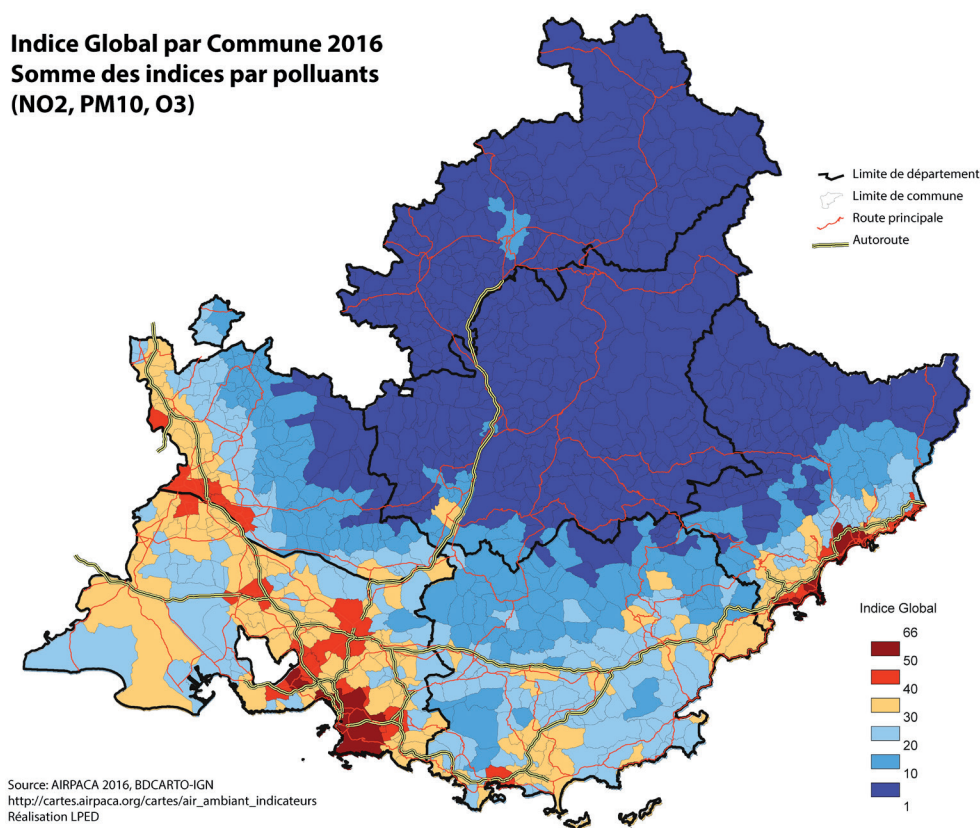 Indice Global par Commune 2016
Somme des indices par polluants
(NO2, PM10, O3)
Limite de département
Limite de commune
Route principale
Autoroute
Indice Global
66
50
40
30
20
10
1
Source: AIRPACA 2016, BDCARTO-IGN
http://cartes.airpaca.org/cartes/air_ambiant_indicateurs
Réalisation LPED